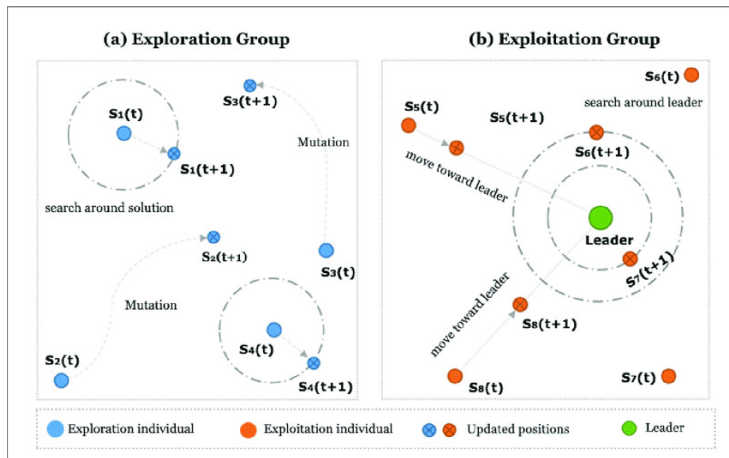 (a) Exploration Group
S₁(t)
S₁(t+1)
search around solution
S₃(t+1)
Mutation
S₃(t)
S₂(t+1)
Mutation
S₂(t)
S₄(t)
S₄(t+1)
(b) Exploitation Group
S₅(t)
S₅(t+1)
move toward leader
S₆(t)
search around leader
S₆(t+1)
Leader
S₇(t+1)
move toward leader
S₈(t+1)
S₈(t)
S₇(t)
Exploration individual
Exploitation individual
Updated positions
Leader